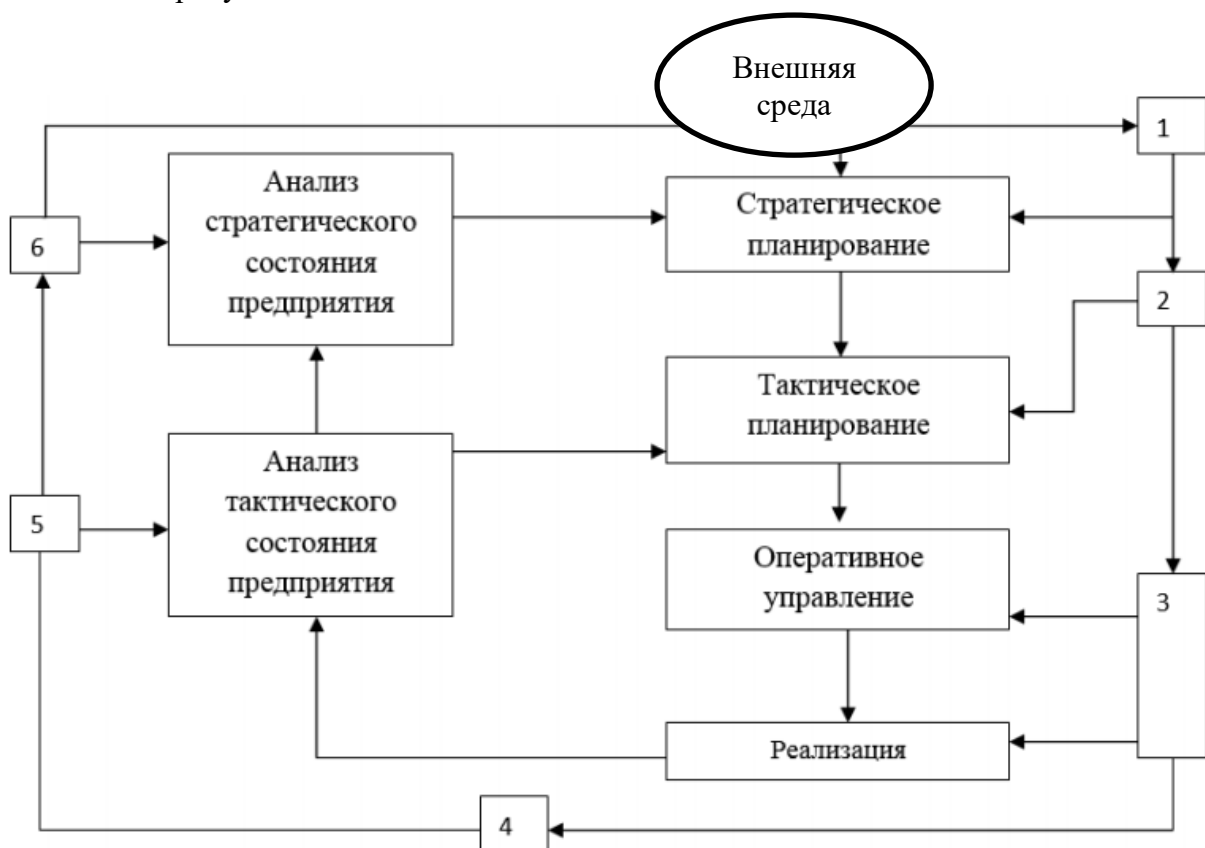 Внешняя
среда
1
Анализ
стратегического
состояния
предприятия
Стратегическое
планирование
6
2
Тактическое
планирование
Анализ
тактического
состояния
предприятия
5
Оперативное
управление
3
Реализация
4